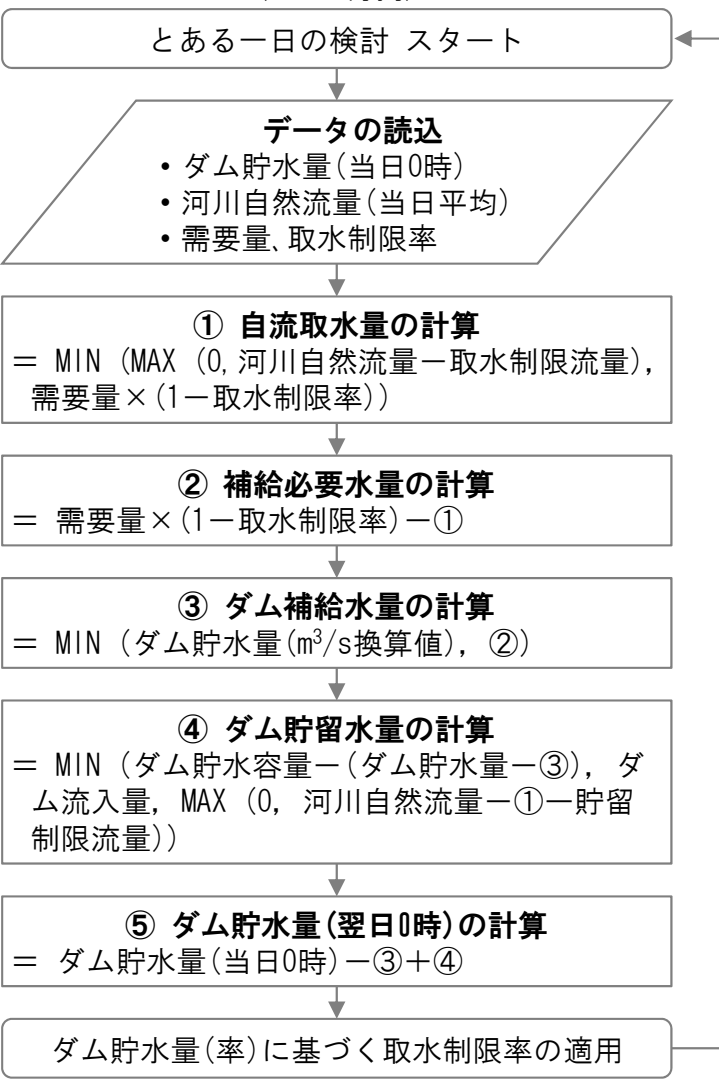 とある一日の検討 スタート
データの読込
・ダム貯水量(当日0時)
・河川自然流量(当日平均)
・需要量、取水制限率
① 自流取水量の計算
= MIN (MAX (0, 河川自然流量－取水制限流量),
需要量×(1－取水制限率))
② 補給必要水量の計算
= 需要量×(1－取水制限率)－①
③ ダム補給水量の計算
= MIN (ダム貯水量(m³/s換算値), ②)
④ ダム貯留水量の計算
= MIN (ダム貯水容量－(ダム貯水量－③), ダ
ム流入量, MAX (0, 河川自然流量－①－貯留
制限流量))
⑤ ダム貯水量(翌日0時)の計算
= ダム貯水量(当日0時)－③＋④
ダム貯水量(率)に基づく取水制限率の適用